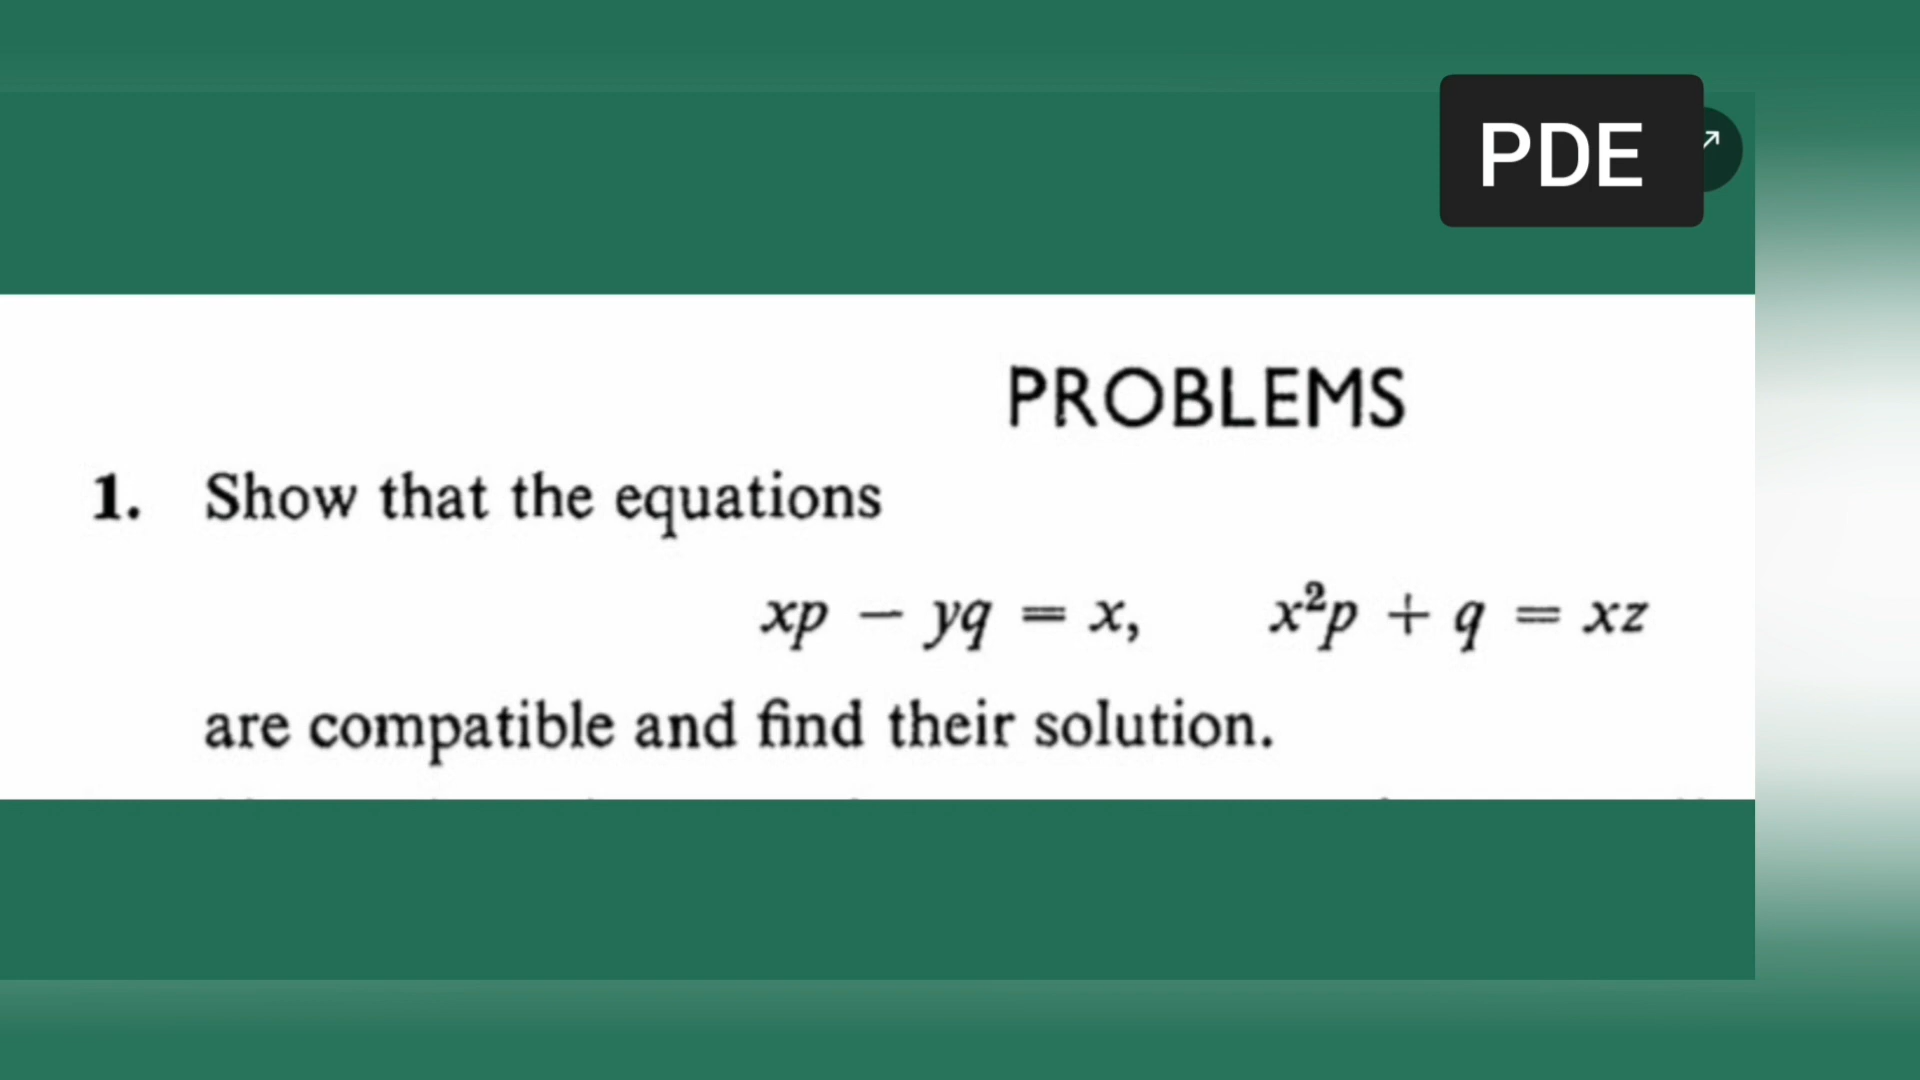 PDE
PROBLEMS
1. Show that the equations
xp − yq = x, x²p + q = xz
are compatible and find their solution.